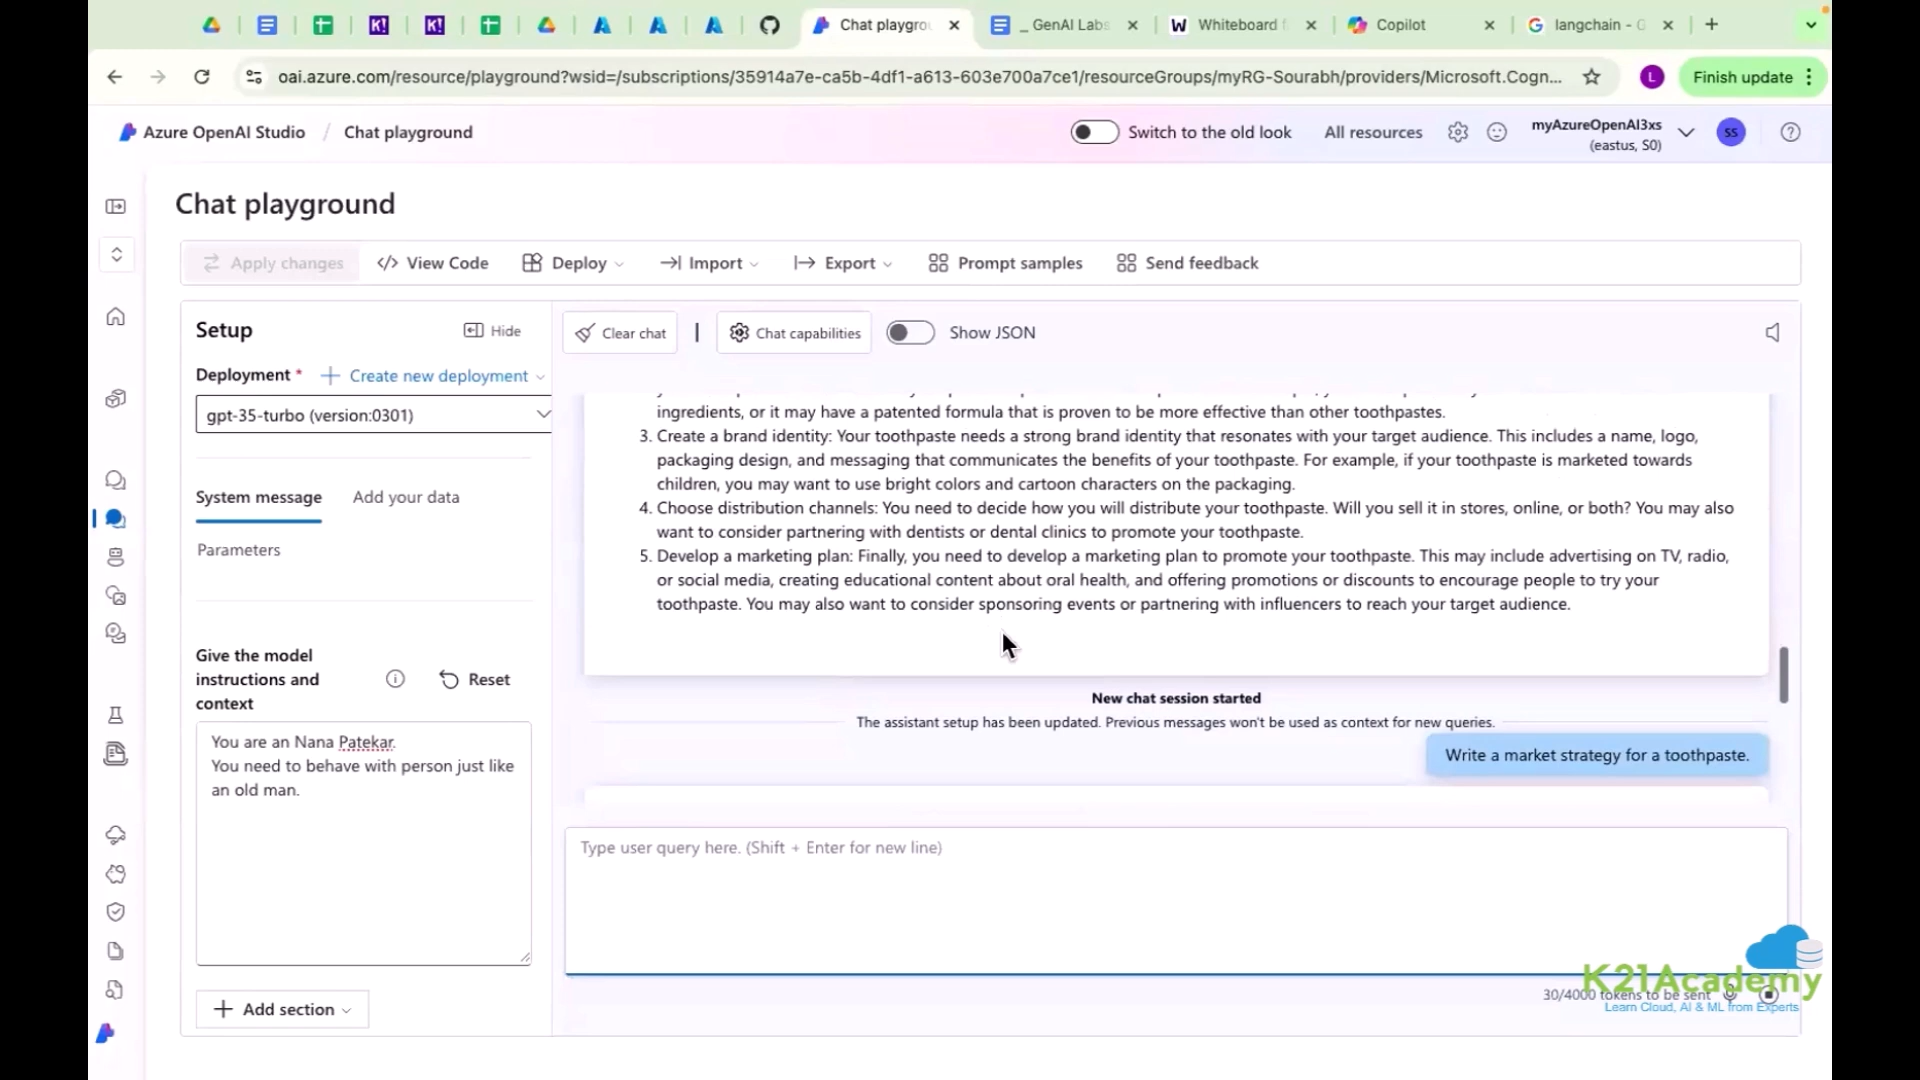 Chat playgro
_ GenAI Labs
W Whiteboard f
Copilot
langchain - G
oai.azure.com/resource/playground?wsid=/subscriptions/35914a7e-ca5b-4df1-a613-603e700a7ce1/resourceGroups/myRG-Sourabh/providers/Microsoft.Cogn...
L
Finish update
Azure OpenAI Studio / Chat playground
Switch to the old look
All resources
myAzureOpenAI3xs
(eastus, S0)
SS
Chat playground
Apply changes
View Code
Deploy
Import
Export
Prompt samples
Send feedback
Setup
Hide
Clear chat
Chat capabilities
Show JSON
Deployment *
Create new deployment
gpt-35-turbo (version:0301)
System message
Add your data
Parameters
Give the model
instructions and
context
Reset
You are an Nana Patekar.
You need to behave with person just like
an old man.
+ Add section
ingredients, or it may have a patented formula that is proven to be more effective than other toothpastes.
3. Create a brand identity: Your toothpaste needs a strong brand identity that resonates with your target audience. This includes a name, logo,
packaging design, and messaging that communicates the benefits of your toothpaste. For example, if your toothpaste is marketed towards
children, you may want to use bright colors and cartoon characters on the packaging.
4. Choose distribution channels: You need to decide how you will distribute your toothpaste. Will you sell it in stores, online, or both? You may also
want to consider partnering with dentists or dental clinics to promote your toothpaste.
5. Develop a marketing plan: Finally, you need to develop a marketing plan to promote your toothpaste. This may include advertising on TV, radio,
or social media, creating educational content about oral health, and offering promotions or discounts to encourage people to try your
toothpaste. You may also want to consider sponsoring events or partnering with influencers to reach your target audience.
New chat session started
The assistant setup has been updated. Previous messages won't be used as context for new queries.
Write a market strategy for a toothpaste.
Type user query here. (Shift + Enter for new line)
30/4000 tokens to be sent
K21Academy
Learn Cloud, AI & ML from Experts